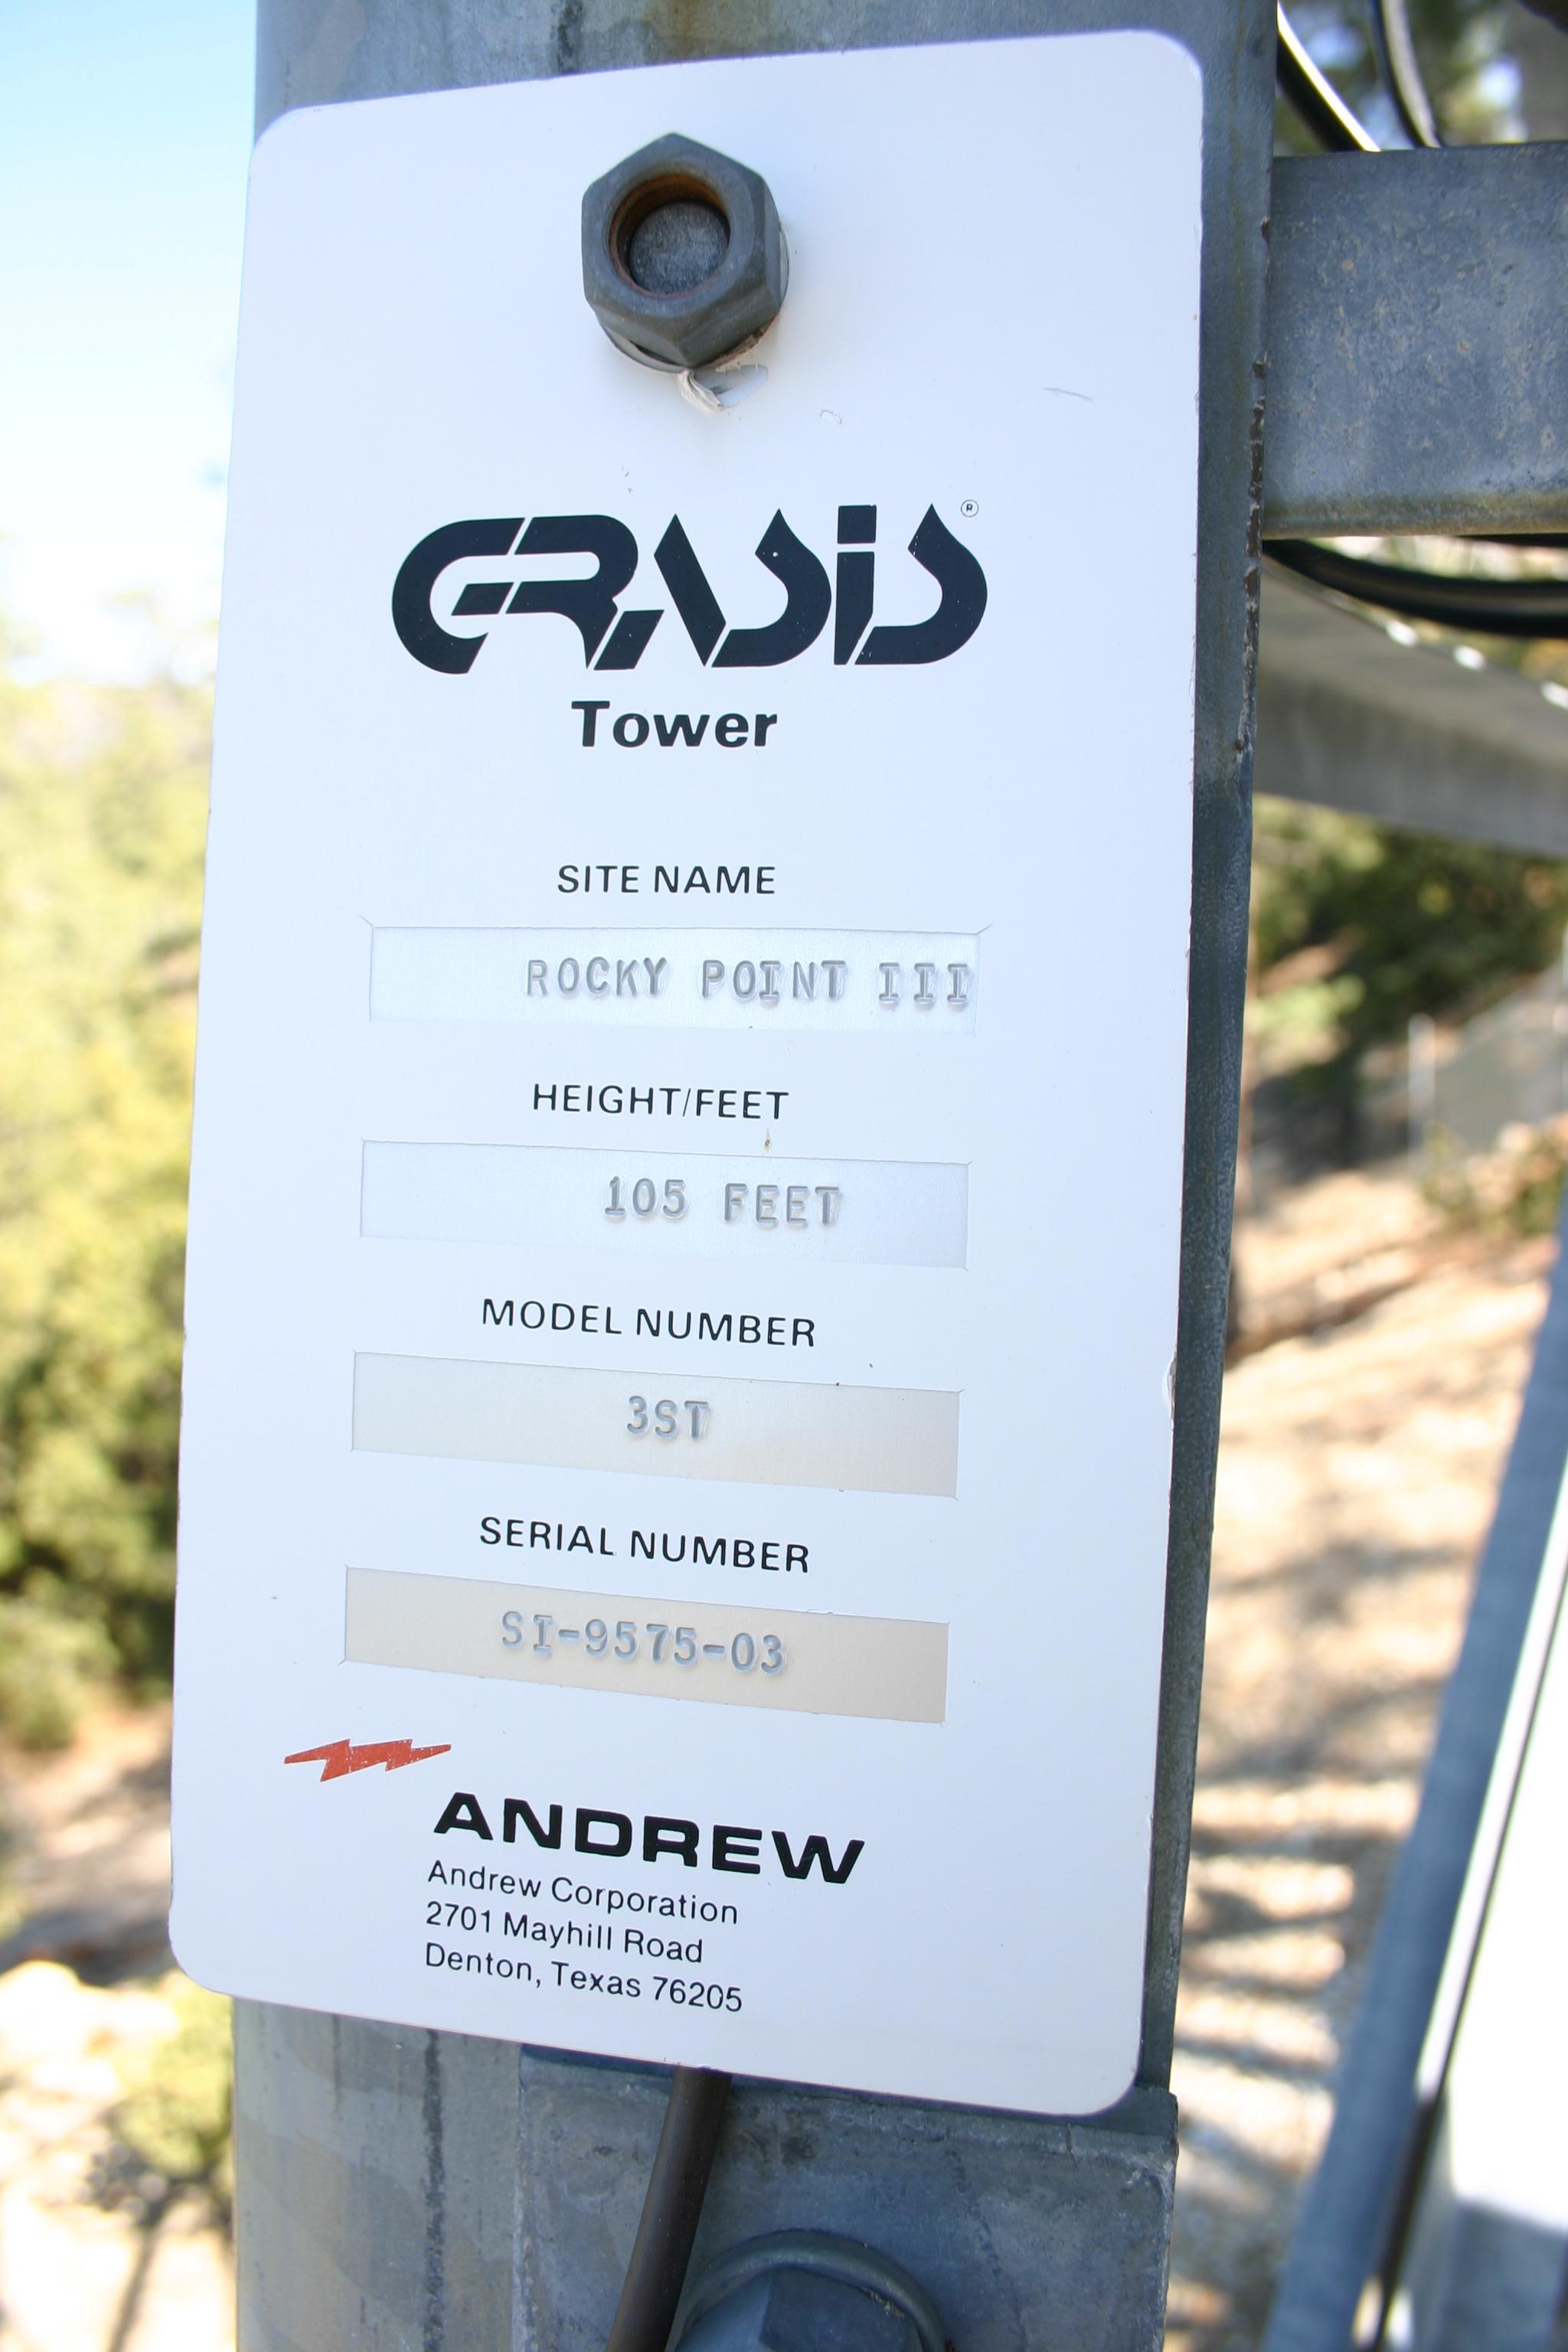 GRASIS ®
Tower
SITE NAME
ROCKY POINT III
HEIGHT/FEET
105 FEET
MODEL NUMBER
3ST
SERIAL NUMBER
SI-9575-03
ANDREW
Andrew Corporation
2701 Mayhill Road
Denton, Texas 76205